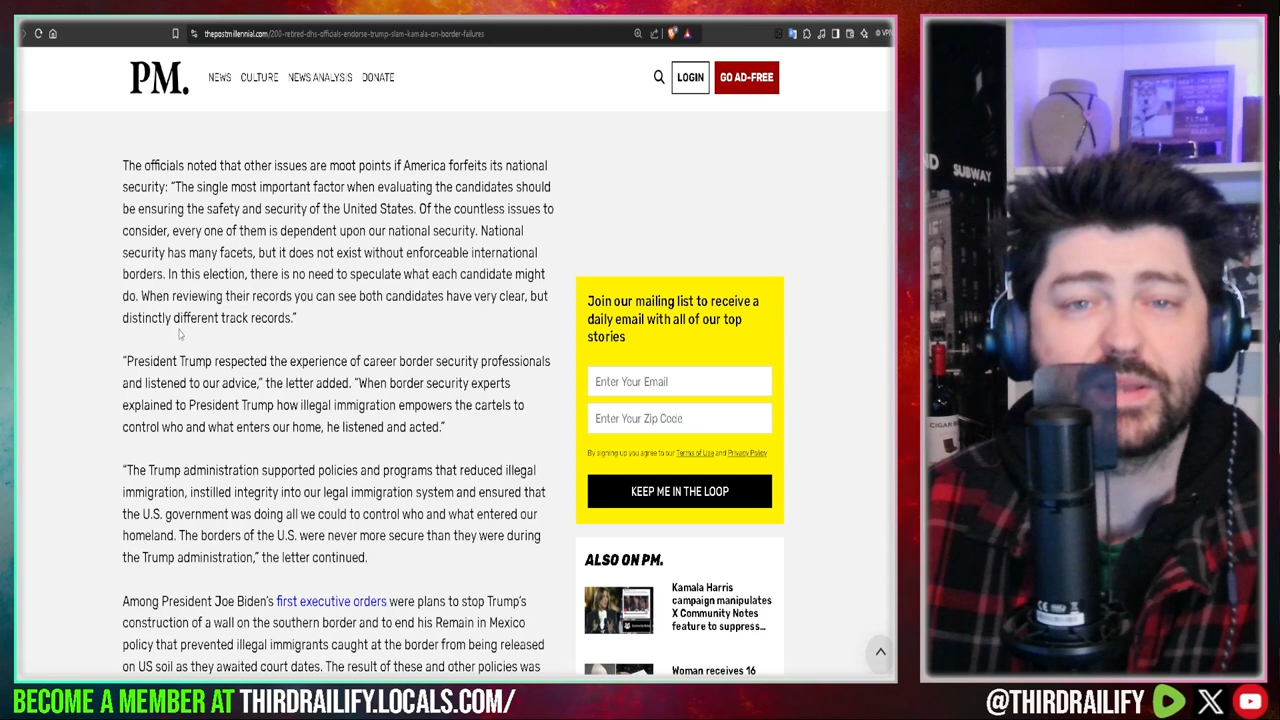 thepostmillennial.com/200-retired-dhs-officials-endorse-trump-slam-kamala-on-border-failures
VPN
PM.
NEWS CULTURE NEWS ANALYSIS DONATE
LOGIN
GO AD-FREE
The officials noted that other issues are moot points if America forfeits its national
security: “The single most important factor when evaluating the candidates should
be ensuring the safety and security of the United States. Of the countless issues to
consider, every one of them is dependent upon our national security. National
security has many facets, but it does not exist without enforceable international
borders. In this election, there is no need to speculate what each candidate might
do. When reviewing their records you can see both candidates have very clear, but
distinctly different track records.”
“President Trump respected the experience of career border security professionals
and listened to our advice,” the letter added. “When border security experts
explained to President Trump how illegal immigration empowers the cartels to
control who and what enters our home, he listened and acted.”
“The Trump administration supported policies and programs that reduced illegal
immigration, instilled integrity into our legal immigration system and ensured that
the U.S. government was doing all we could to control who and what entered our
homeland. The borders of the U.S. were never more secure than they were during
the Trump administration,” the letter continued.
Among President Joe Biden’s first executive orders were plans to stop Trump’s
construction of a wall on the southern border and to end his Remain in Mexico
policy that prevented illegal immigrants caught at the border from being released
on US soil as they awaited court dates. The result of these and other policies was
Join our mailing list to receive a
daily email with all of our top
stories
Enter Your Email
Enter Your Zip Code
By signing up you agree to our Terms of Use and Privacy Policy
KEEP ME IN THE LOOP
ALSO ON PM.
Kamala Harris
campaign manipulates
X Community Notes
feature to suppress...
Woman receives 16
SUBWAY
CIGAR
BECOME A MEMBER AT THIRDRAILIFY.LOCALS.COM/
@THIRDRAILIFY